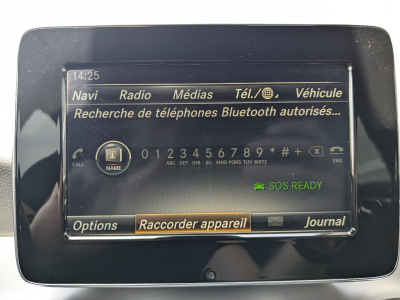 14:25
Navi Radio Médias Tél./ Véhicule
Recherche de téléphones Bluetooth autorisés...
CALL NAME 0 1 2 3 4 5 6 7 8 9 * # + END
ABC DEF GHI JKL MNO PQRS TUV WXYZ
SOS READY
Options Raccorder appareil Journal